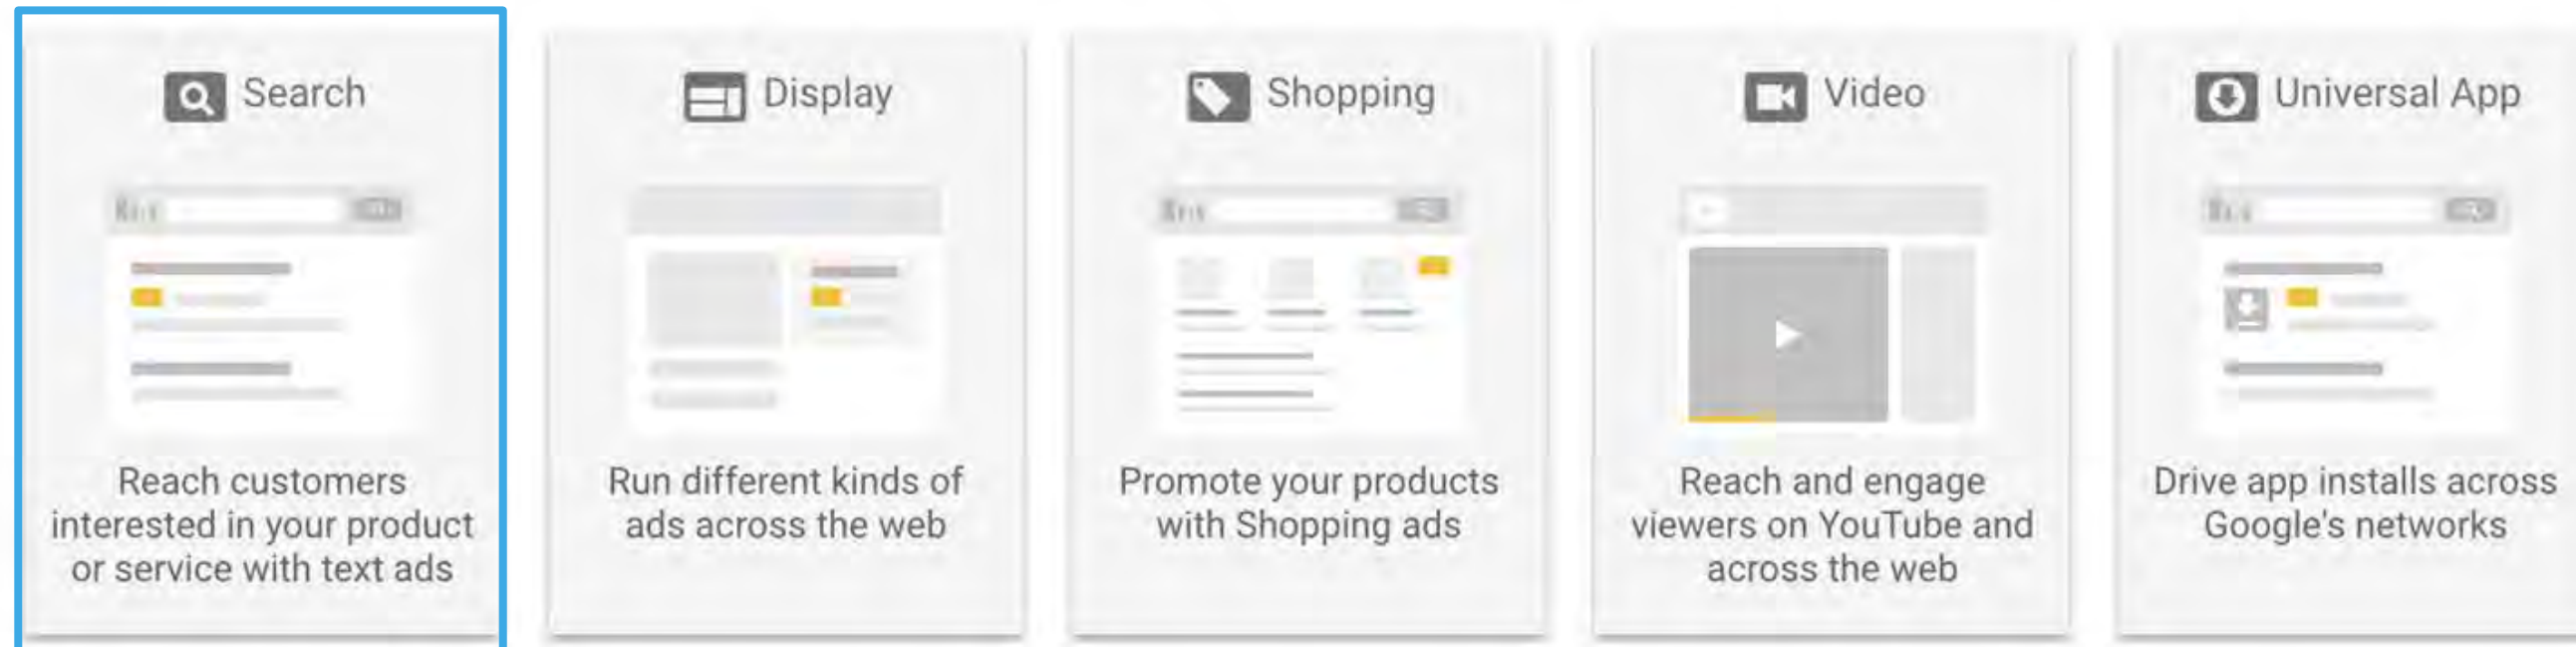 Search
Reach customers
interested in your product
or service with text ads
Display
Run different kinds of
ads across the web
Shopping
Promote your products
with Shopping ads
Video
Reach and engage
viewers on YouTube and
across the web
Universal App
Drive app installs across
Google's networks